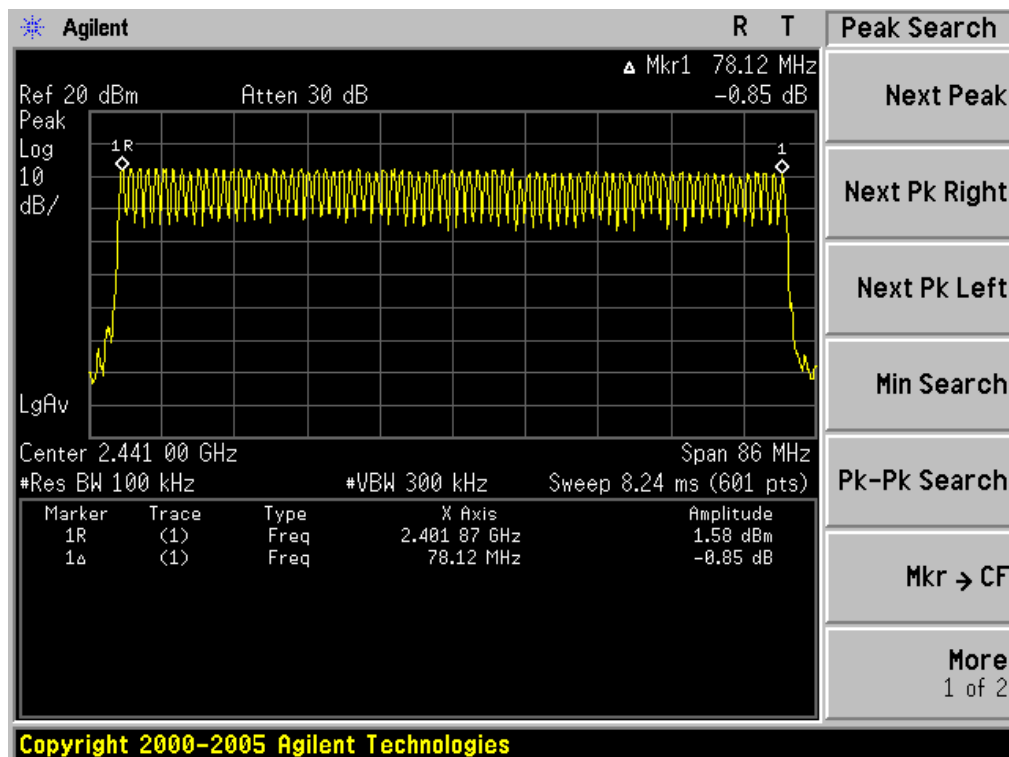 Agilent R T Peak Search
Δ Mkr1 78.12 MHz
Ref 20 dBm Atten 30 dB -0.85 dB
Peak
Log
10
dB/
1R
1
LgAv
Center 2.441 00 GHz Span 86 MHz
#Res BW 100 kHz #VBW 300 kHz Sweep 8.24 ms (601 pts)
Marker Trace Type X Axis Amplitude
1R (1) Freq 2.401 87 GHz 1.58 dBm
1Δ (1) Freq 78.12 MHz -0.85 dB
Next Peak
Next Pk Right
Next Pk Left
Min Search
Pk-Pk Search
Mkr → CF
More
1 of 2
Copyright 2000-2005 Agilent Technologies